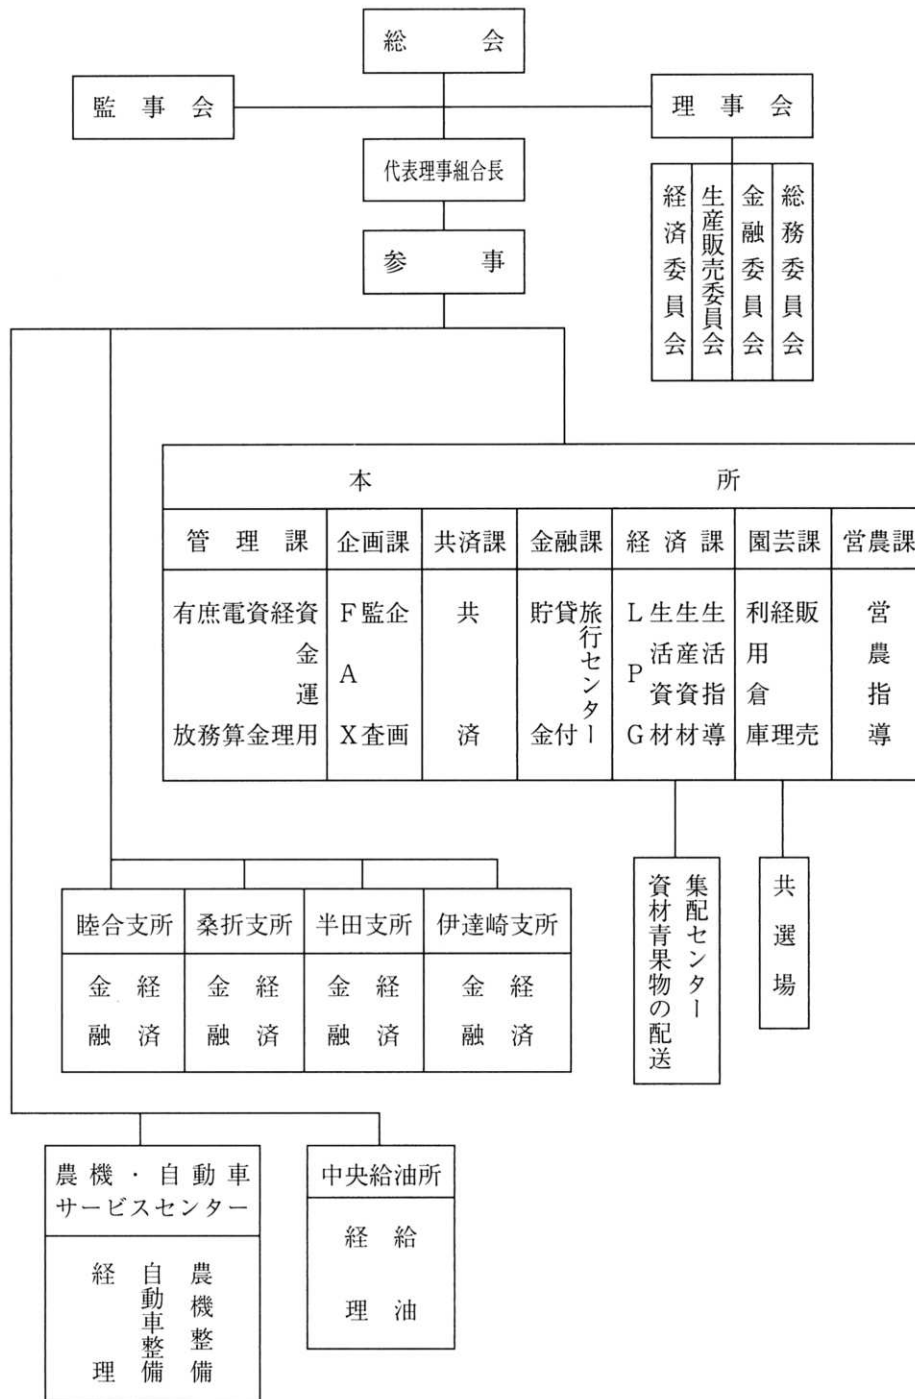 総会
監事会
理事会
代表理事組合長
参事
総務委員会
金融委員会
生産販売委員会
経済委員会
本所
管理課
企画課
共済課
金融課
経済課
園芸課
営農課
資金運用
経理
資金
電算
庶務
有放
企画
監査
FAX
共済
旅行センター
貸付
貯金
生活指導
生産資材
生活資材
LPG
販売
経理
利用倉庫
営農指導
集配センター
資材青果物の配送
共選場
睦合支所
桑折支所
半田支所
伊達崎支所
経済
金融
経済
金融
経済
金融
経済
金融
農機・自動車
サービスセンター
農機整備
自動車整備
経理
中央給油所
給油
経理